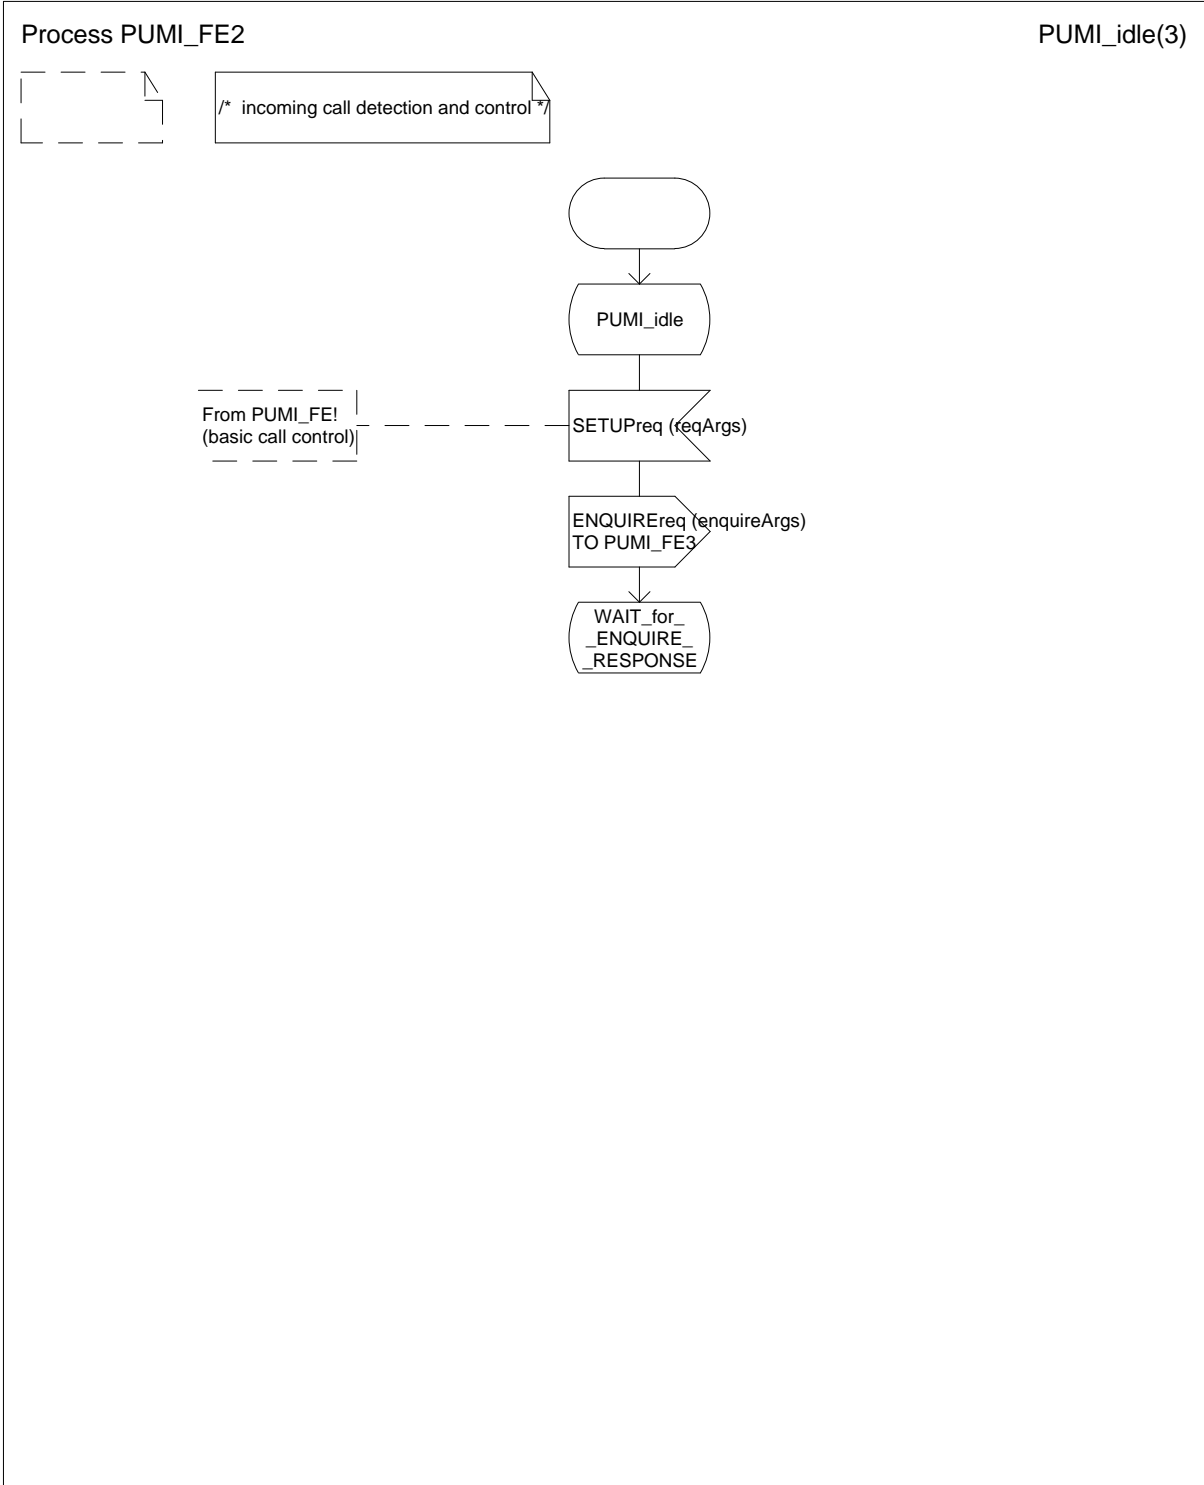 Process PUMI_FE2
PUMI_idle(3)
/* incoming call detection and control */
PUMI_idle
From PUMI_FE!
(basic call control)
SETUPreq (reqArgs)
ENQUIREreq (enquireArgs)
TO PUMI_FE3
WAIT_for_
_ENQUIRE_
_RESPONSE